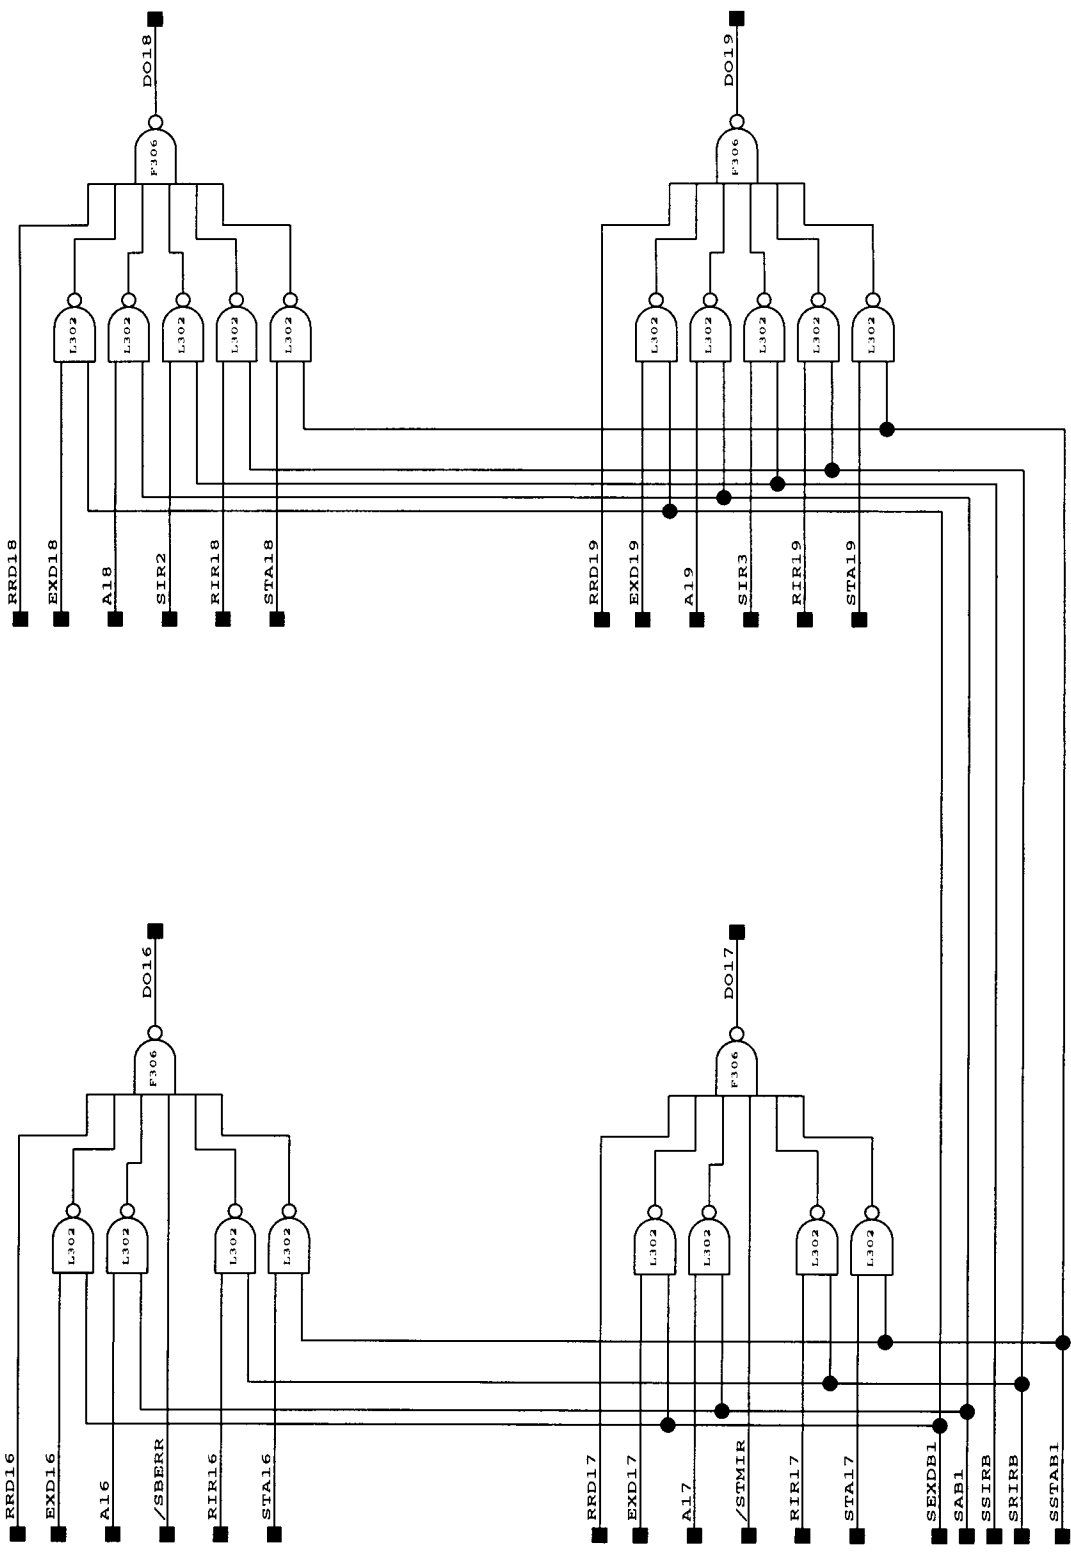 DO18
DO19
F306
F306
L302
L302
L302
L302
L302
L302
L302
L302
L302
L302
RRD18
EXD18
A18
SIR2
RIR18
STA18
RRD19
EXD19
A19
SIR3
RIR19
STA19
DO16
DO17
F306
F306
L302
L302
L302
L302
L302
L302
L302
L302
RRD16
EXD16
A16
/SBERR
RIR16
STA16
RRD17
EXD17
A17
/STMIR
RIR17
STA17
SEXDB1
SAB1
SSIRB
SRIRB
SSTAB1